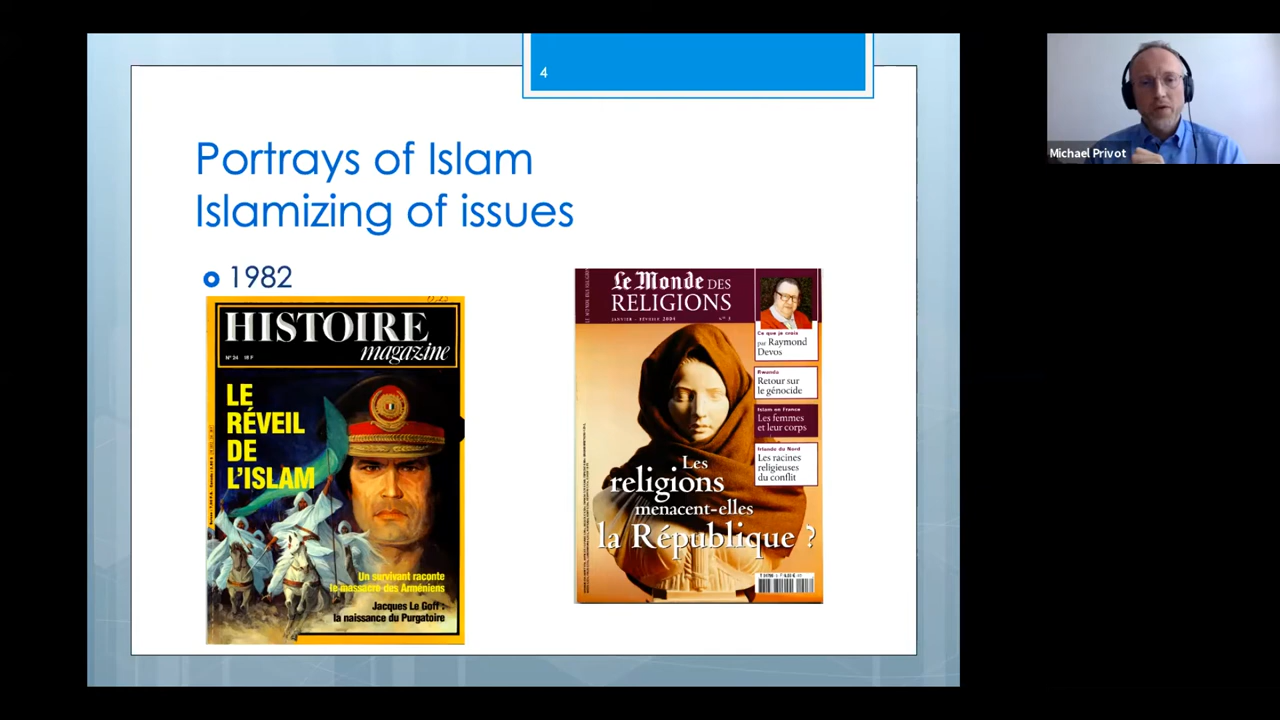 4
Portrays of Islam
Islamizing of issues
1982
HISTOIRE
magazine
N° 24 18 F
LE
RÉVEIL
DE
L'ISLAM
Un survivant raconte
le massacre des Arméniens
Jacques Le Goff :
la naissance du Purgatoire
Le Monde DES
RELIGIONS
JANVIER - FÉVRIER 2004
Ce que je crois
par Raymond
Devos
Rwanda
Retour sur
le génocide
Islam en France
Les femmes
et leur corps
Irlande du Nord
Les racines
religieuses
du conflit
Les
religions
menacent-elles
la République ?
Michael Privot